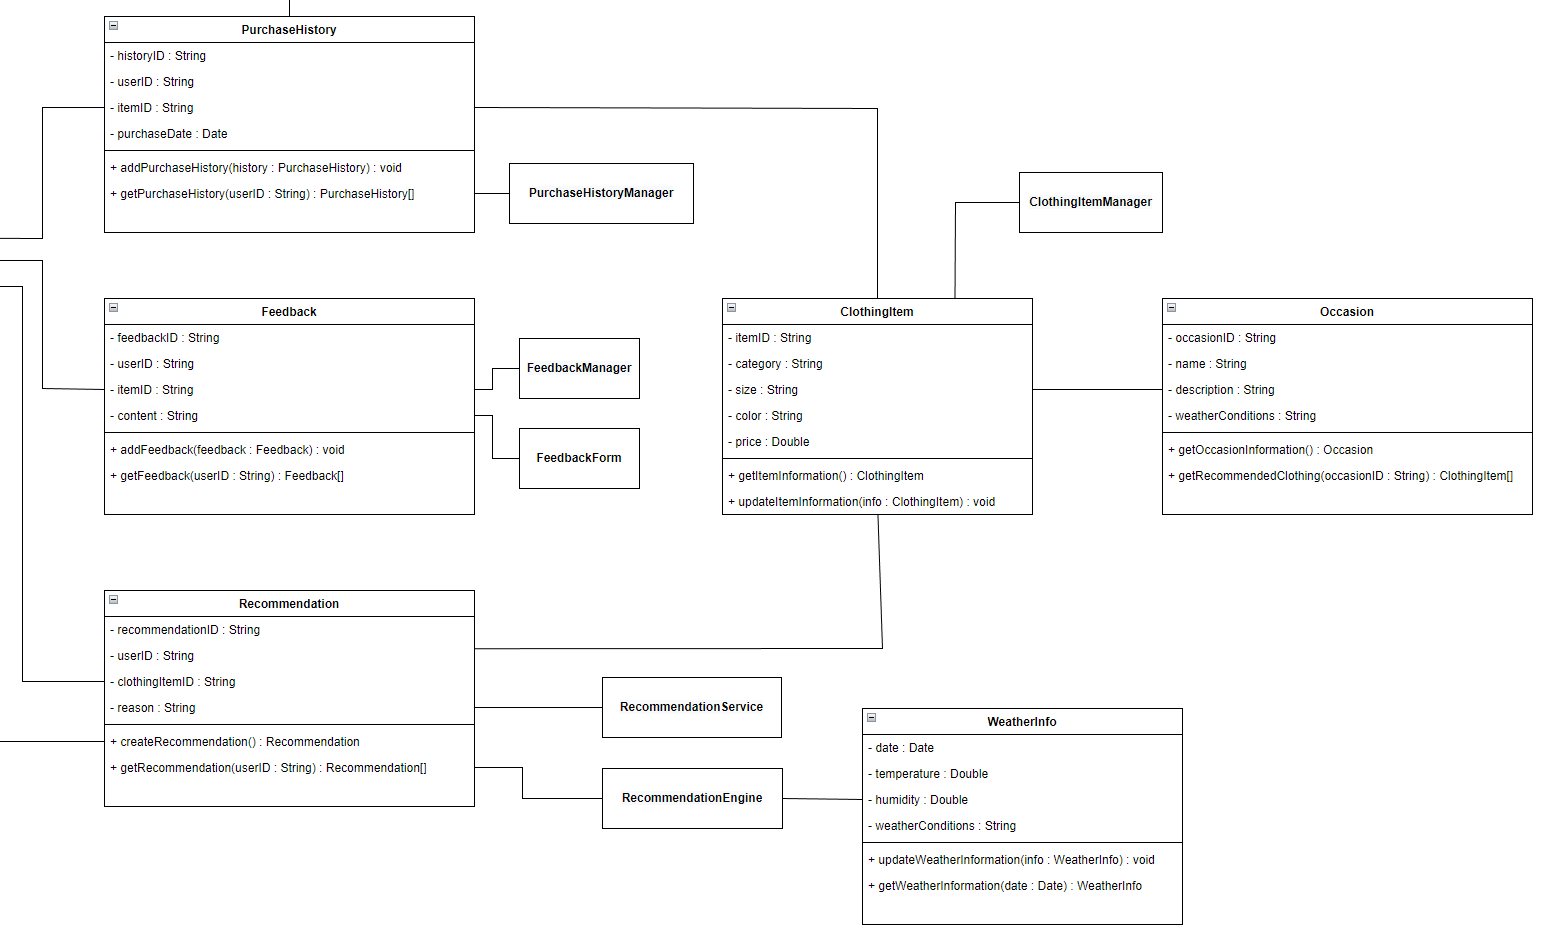 PurchaseHistory
- historyID : String
- userID : String
- itemID : String
- purchaseDate : Date
+ addPurchaseHistory(history : PurchaseHistory) : void
+ getPurchaseHistory(userID : String) : PurchaseHistory[]
PurchaseHistoryManager
ClothingItemManager
Feedback
- feedbackID : String
- userID : String
- itemID : String
- content : String
+ addFeedback(feedback : Feedback) : void
+ getFeedback(userID : String) : Feedback[]
FeedbackManager
FeedbackForm
ClothingItem
- itemID : String
- category : String
- size : String
- color : String
- price : Double
+ getItemInformation() : ClothingItem
+ updateItemInformation(info : ClothingItem) : void
Occasion
- occasionID : String
- name : String
- description : String
- weatherConditions : String
+ getOccasionInformation() : Occasion
+ getRecommendedClothing(occasionID : String) : ClothingItem[]
Recommendation
- recommendationID : String
- userID : String
- clothingItemID : String
- reason : String
+ createRecommendation() : Recommendation
+ getRecommendation(userID : String) : Recommendation[]
RecommendationService
RecommendationEngine
WeatherInfo
- date : Date
- temperature : Double
- humidity : Double
- weatherConditions : String
+ updateWeatherInformation(info : WeatherInfo) : void
+ getWeatherInformation(date : Date) : WeatherInfo